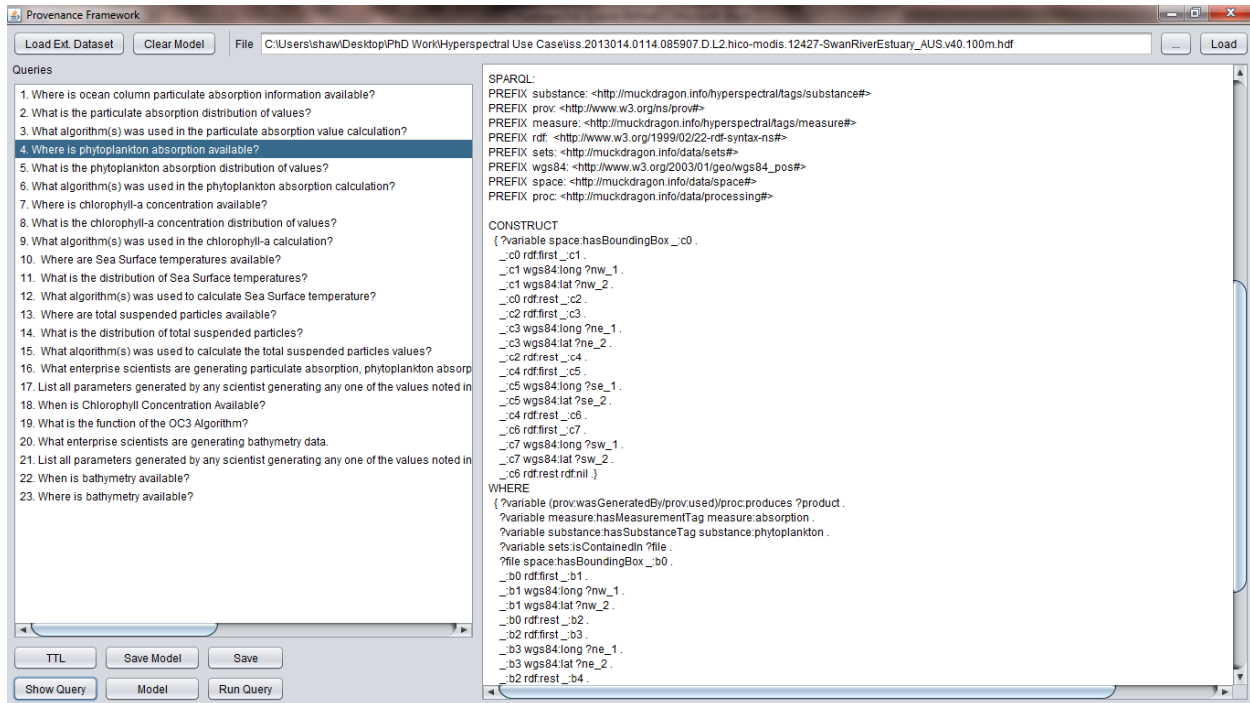 Provenance Framework
Load Ext. Dataset Clear Model File C:\Users\shaw\Desktop\PhD Work\Hyperspectral Use Case\iss.2013014.0114.085907.D.L2.hico-modis.12427-SwanRiverEstuary_AUS.v40.100m.hdf ... Load
Queries
1. Where is ocean column particulate absorption information available?
2. What is the particulate absorption distribution of values?
3. What algorithm(s) was used in the particulate absorption value calculation?
4. Where is phytoplankton absorption available?
5. What is the phytoplankton absorption distribution of values?
6. What algorithm(s) was used in the phytoplankton absorption calculation?
7. Where is chlorophyll-a concentration available?
8. What is the chlorophyll-a concentration distribution of values?
9. What algorithm(s) was used in the chlorophyll-a calculation?
10. Where are Sea Surface temperatures available?
11. What is the distribution of Sea Surface temperatures?
12. What algorithm(s) was used to calculate Sea Surface temperature?
13. Where are total suspended particles available?
14. What is the distribution of total suspended particles?
15. What algorithm(s) was used to calculate the total suspended particles values?
16. What enterprise scientists are generating particulate absorption, phytoplankton absorp
17. List all parameters generated by any scientist generating any one of the values noted in
18. When is Chlorophyll Concentration Available?
19. What is the function of the OC3 Algorithm?
20. What enterprise scientists are generating bathymetry data.
21. List all parameters generated by any scientist generating any one of the values noted in
22. When is bathymetry available?
23. Where is bathymetry available?
TTL Save Model Save
Show Query Model Run Query
SPARQL:
PREFIX substance: <http://muckdragon.info/hyperspectral/tags/substance#>
PREFIX prov: <http://www.w3.org/ns/prov#>
PREFIX measure: <http://muckdragon.info/hyperspectral/tags/measure#>
PREFIX rdf: <http://www.w3.org/1999/02/22-rdf-syntax-ns#>
PREFIX sets: <http://muckdragon.info/data/sets#>
PREFIX wgs84: <http://www.w3.org/2003/01/geo/wgs84_pos#>
PREFIX space: <http://muckdragon.info/data/space#>
PREFIX proc: <http://muckdragon.info/data/processing#>
CONSTRUCT
{ ?variable space:hasBoundingBox _:c0 .
_:c0 rdf:first _:c1 .
_:c1 wgs84:long ?nw_1 .
_:c1 wgs84:lat ?nw_2 .
_:c0 rdf:rest _:c2 .
_:c2 rdf:first _:c3 .
_:c3 wgs84:long ?ne_1 .
_:c3 wgs84:lat ?ne_2 .
_:c2 rdf:rest _:c4 .
_:c4 rdf:first _:c5 .
_:c5 wgs84:long ?se_1 .
_:c5 wgs84:lat ?se_2 .
_:c4 rdf:rest _:c6 .
_:c6 rdf:first _:c7 .
_:c7 wgs84:long ?sw_1 .
_:c7 wgs84:lat ?sw_2 .
_:c6 rdf:rest rdf:nil .}
WHERE
{ ?variable (prov:wasGeneratedBy/prov:used)/proc:produces ?product .
?variable measure:hasMeasurementTag measure:absorption .
?variable substance:hasSubstanceTag substance:phytoplankton .
?variable sets:isContainedIn ?file .
?file space:hasBoundingBox _:b0 .
_:b0 rdf:first _:b1 .
_:b1 wgs84:long ?nw_1 .
_:b1 wgs84:lat ?nw_2 .
_:b0 rdf:rest _:b2 .
_:b2 rdf:first _:b3 .
_:b3 wgs84:long ?ne_1 .
_:b3 wgs84:lat ?ne_2 .
_:b2 rdf:rest _:b4 .